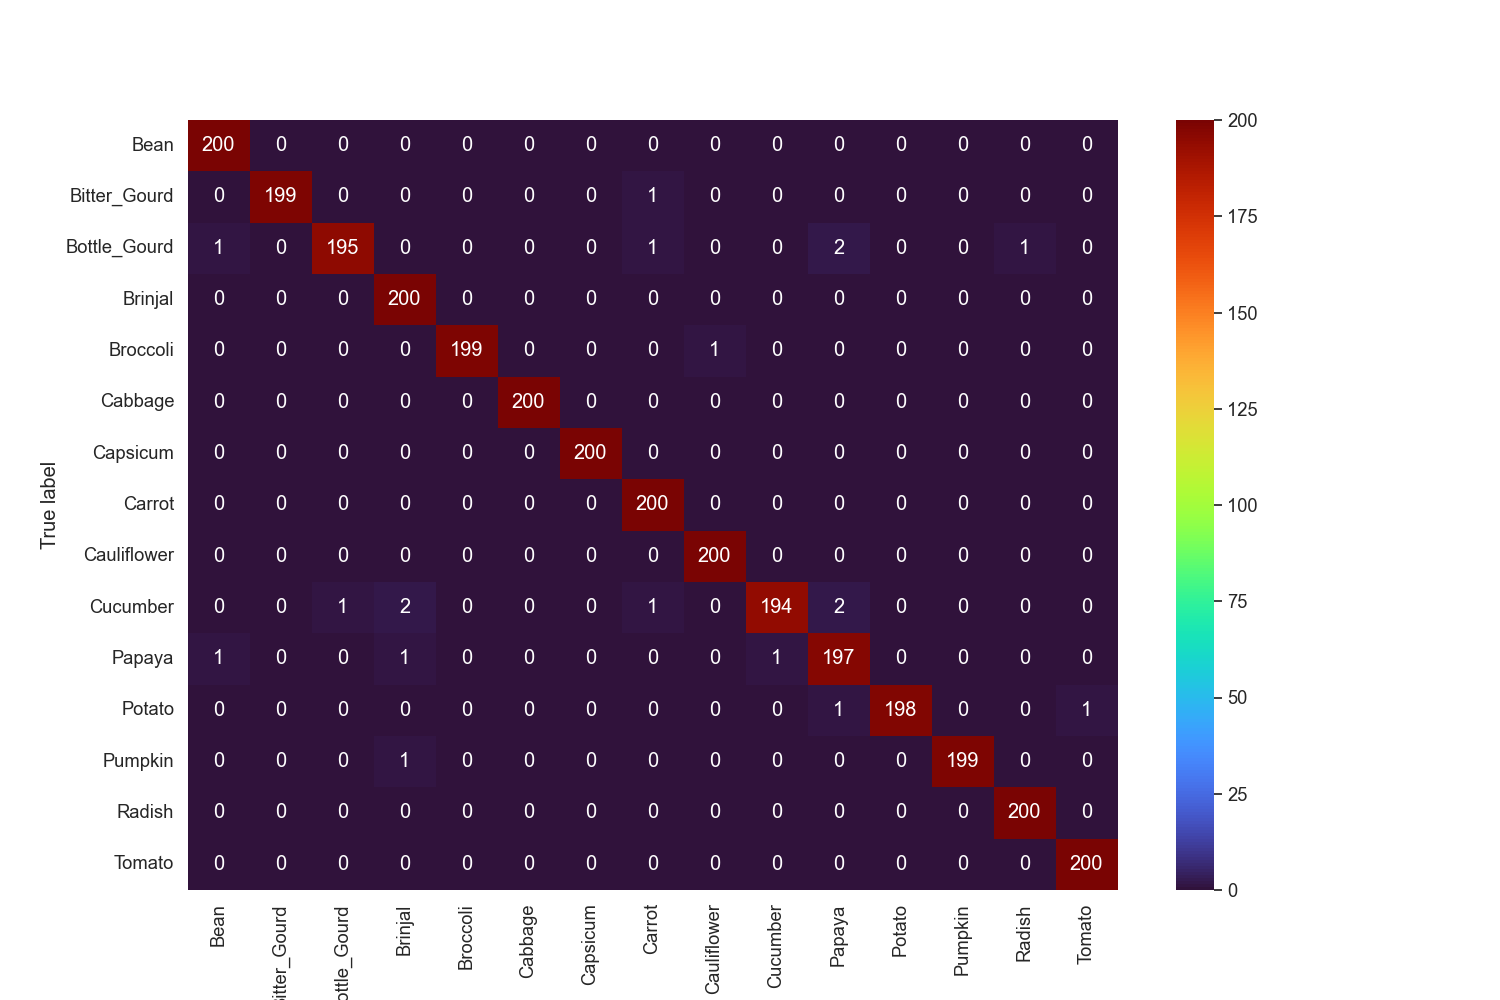 Bean 200 0 0 0 0 0 0 0 0 0 0 0 0 0 0
Bitter_Gourd 0 199 0 0 0 0 0 1 0 0 0 0 0 0 0
Bottle_Gourd 1 0 195 0 0 0 0 1 0 0 2 0 0 1 0
Brinjal 0 0 0 200 0 0 0 0 0 0 0 0 0 0 0
Broccoli 0 0 0 0 199 0 0 0 1 0 0 0 0 0 0
Cabbage 0 0 0 0 0 200 0 0 0 0 0 0 0 0 0
Capsicum 0 0 0 0 0 0 200 0 0 0 0 0 0 0 0
Carrot 0 0 0 0 0 0 0 200 0 0 0 0 0 0 0
Cauliflower 0 0 0 0 0 0 0 0 200 0 0 0 0 0 0
Cucumber 0 0 1 2 0 0 0 1 0 194 2 0 0 0 0
Papaya 1 0 0 1 0 0 0 0 0 1 197 0 0 0 0
Potato 0 0 0 0 0 0 0 0 0 0 1 198 0 0 1
Pumpkin 0 0 0 1 0 0 0 0 0 0 0 0 199 0 0
Radish 0 0 0 0 0 0 0 0 0 0 0 0 0 200 0
Tomato 0 0 0 0 0 0 0 0 0 0 0 0 0 0 200
True label
Bean
itter_Gourd
ottle_Gourd
Brinjal
Broccoli
Cabbage
Capsicum
Carrot
Cauliflower
Cucumber
Papaya
Potato
Pumpkin
Radish
Tomato
200
175
150
125
100
75
50
25
0